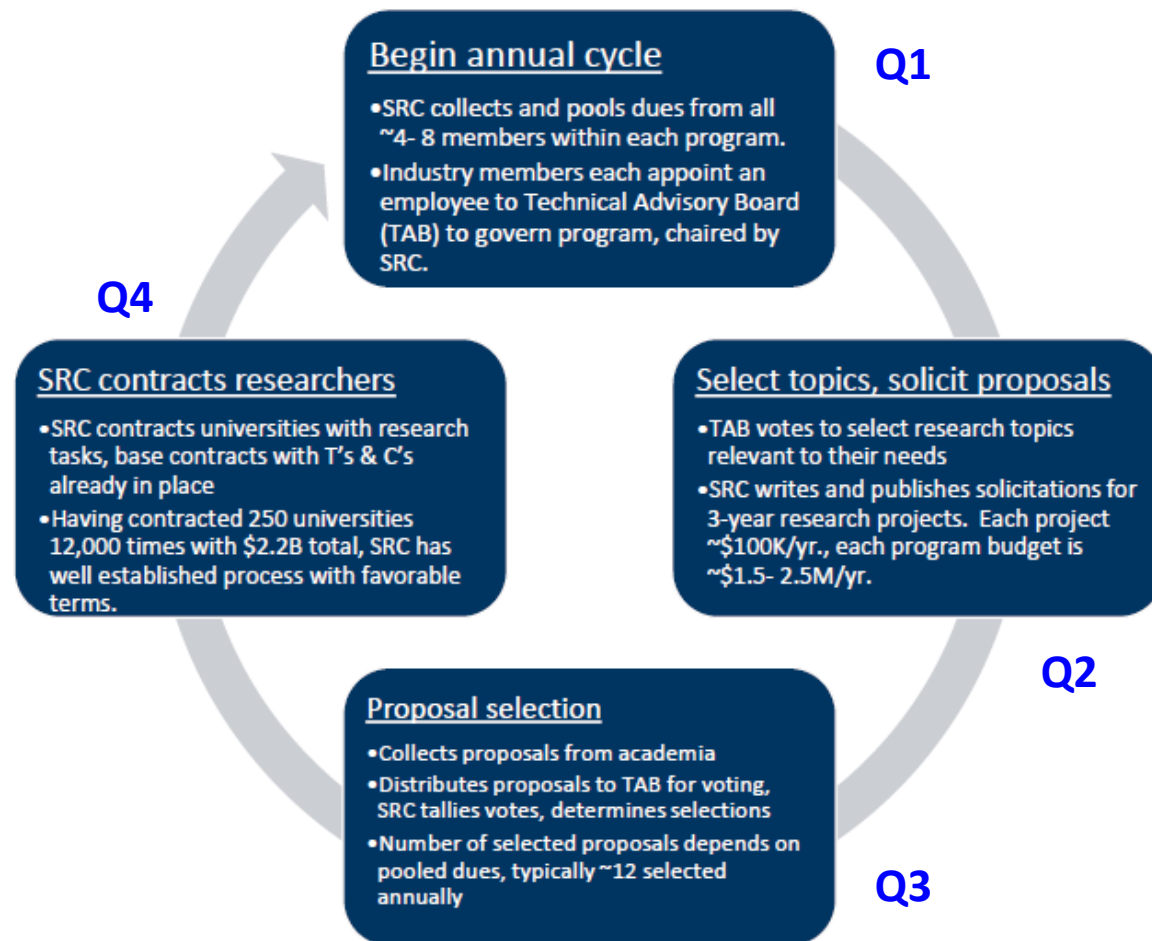 Begin annual cycle
•SRC collects and pools dues from all
~4- 8 members within each program.
•Industry members each appoint an
employee to Technical Advisory Board
(TAB) to govern program, chaired by
SRC.
Q1
Select topics, solicit proposals
•TAB votes to select research topics
relevant to their needs
•SRC writes and publishes solicitations for
3-year research projects.  Each project
~$100K/yr., each program budget is
~$1.5- 2.5M/yr.
Q2
Proposal selection
•Collects proposals from academia
•Distributes proposals to TAB for voting,
SRC tallies votes, determines selections
•Number of selected proposals depends on
pooled dues, typically ~12 selected
annually
Q3
SRC contracts researchers
•SRC contracts universities with research
tasks, base contracts with T's & C's
already in place
•Having contracted 250 universities
12,000 times with $2.2B total, SRC has
well established process with favorable
terms.
Q4